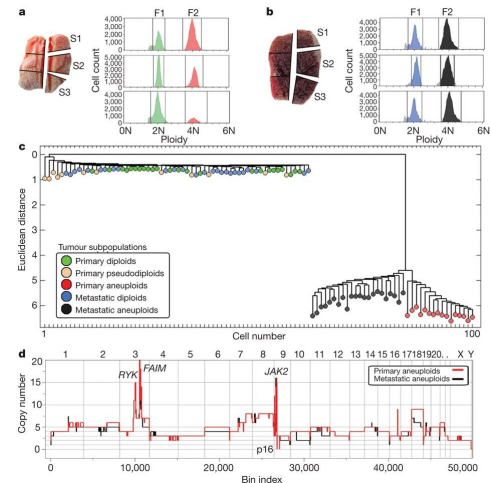 a
F1 F2
S1
S2
S3
Cell count
4,000
3,000
2,000
1,000
0
5,000
4,000
3,000
2,000
1,000
0
4,000
3,000
2,000
1,000
0
0N 2N 4N 6N
Ploidy
b
F1 F2
S1
S2
S3
Cell count
4,000
3,000
2,000
1,000
0
5,000
4,000
3,000
2,000
1,000
0
4,000
3,000
2,000
1,000
0
0N 2N 4N 6N
Ploidy
c
Euclidean distance
0
1
2
3
4
5
6
Tumour subpopulations
Primary diploids
Primary pseudodiploids
Primary aneuploids
Metastatic diploids
Metastatic aneuploids
1 Cell number 100
d 1 2 3 4 5 6 7 8 9 10 11 12 13 14 15 16 17 18 19 20. . X Y
Copy number
20
15
10
5
0
RYK FAIM
JAK2
p16
Primary aneuploids
Metastatic aneuploids
0 10,000 20,000 30,000 40,000 50,000
Bin index